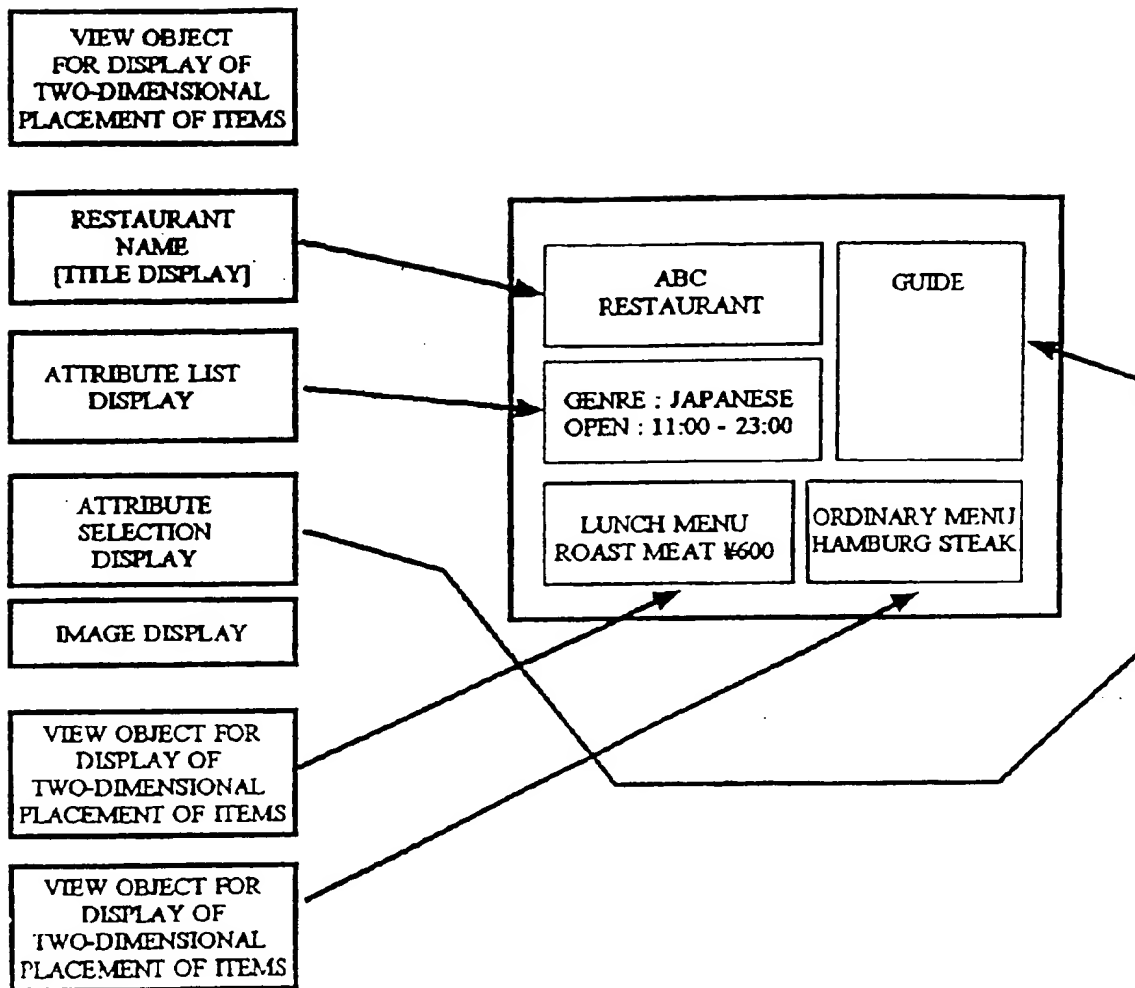 VIEW OBJECT
FOR DISPLAY OF
TWO-DIMENSIONAL
PLACEMENT OF ITEMS
RESTAURANT
NAME
[TITLE DISPLAY]
ATTRIBUTE LIST
DISPLAY
ATTRIBUTE
SELECTION
DISPLAY
IMAGE DISPLAY
VIEW OBJECT FOR
DISPLAY OF
TWO-DIMENSIONAL
PLACEMENT OF ITEMS
VIEW OBJECT FOR
DISPLAY OF
TWO-DIMENSIONAL
PLACEMENT OF ITEMS
ABC
RESTAURANT
GUIDE
GENRE : JAPANESE
OPEN : 11:00 - 23:00
LUNCH MENU
ROAST MEAT ¥600
ORDINARY MENU
HAMBURG STEAK